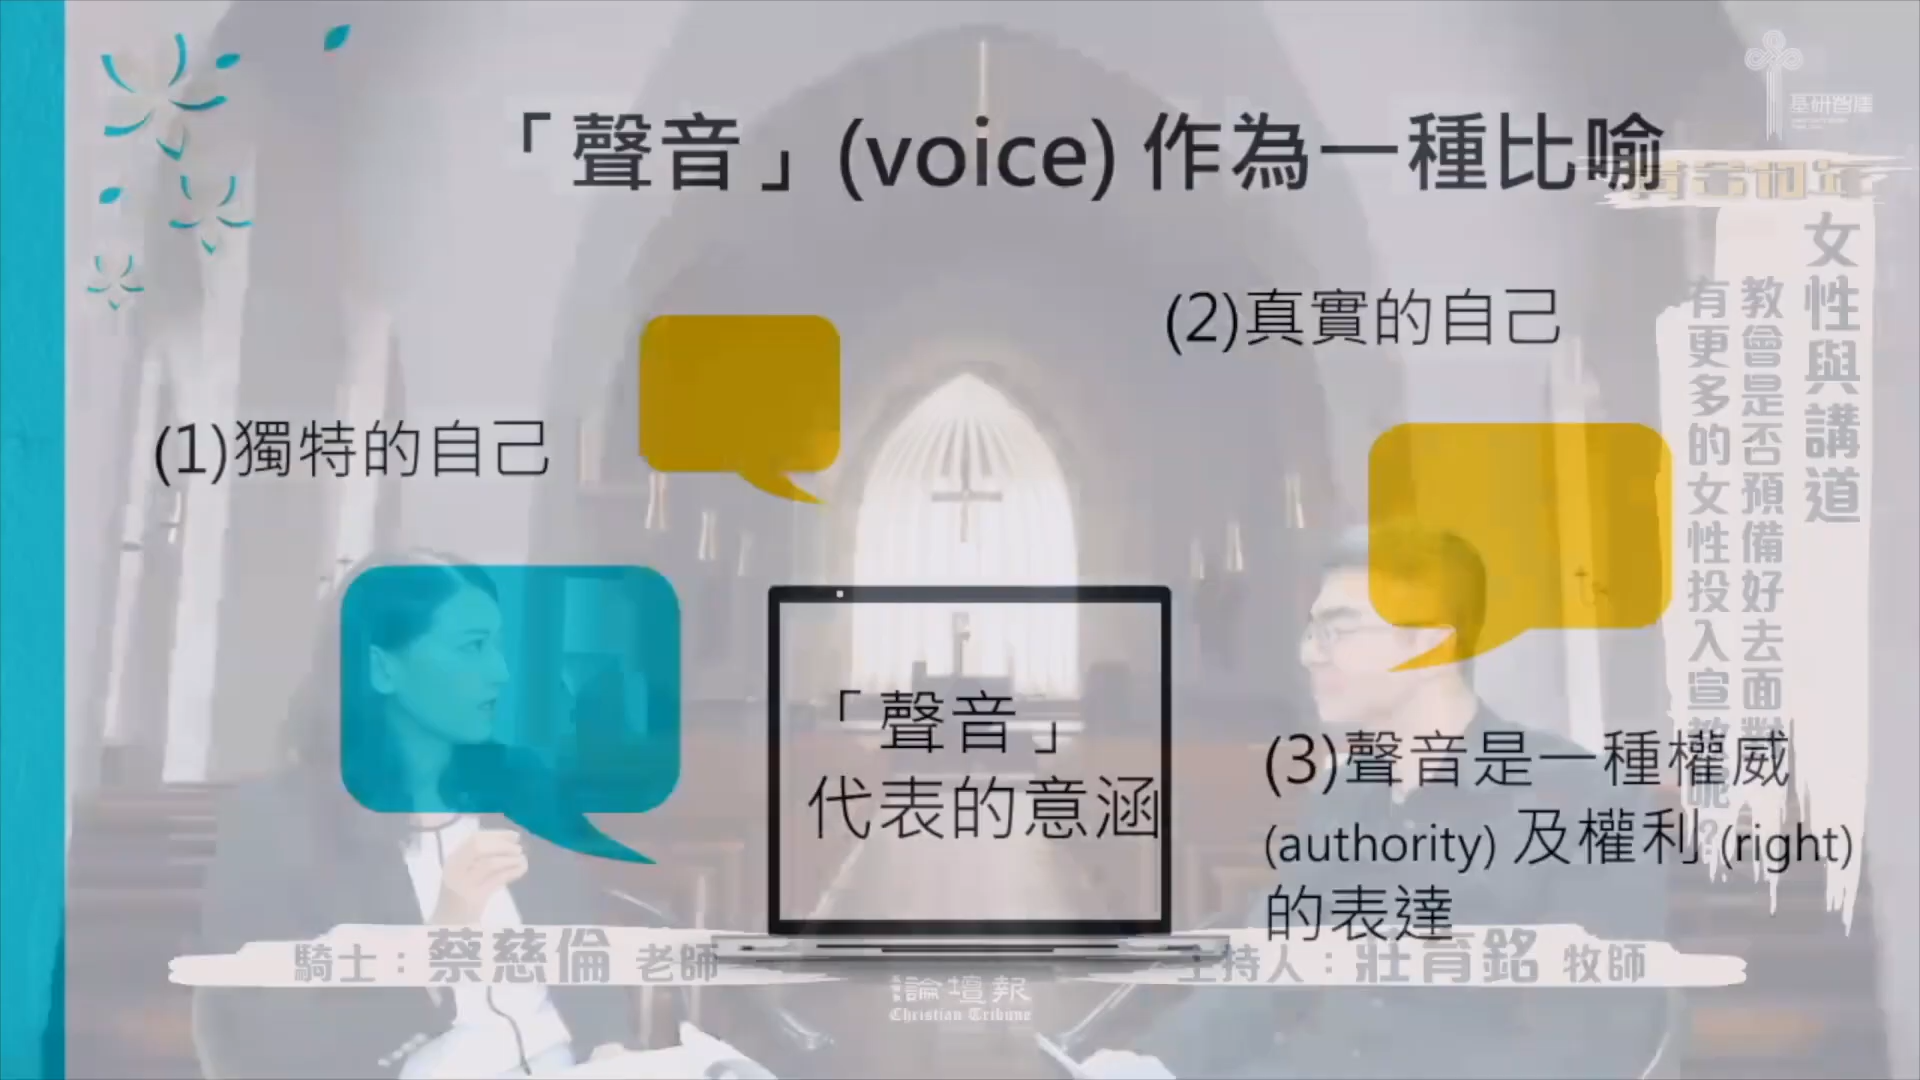 「聲音」(voice) 作為一種比喻
基研智庫
女性與講道
教會是否預備好去面對
有更多的女性投入宣教呢?
(2)真實的自己
(1)獨特的自己
「聲音」
代表的意涵
(3)聲音是一種權威
(authority) 及權利 (right)
的表達
騎士：蔡慈倫 老師
主持人：莊育銘 牧師
論壇報
Christian Tribune